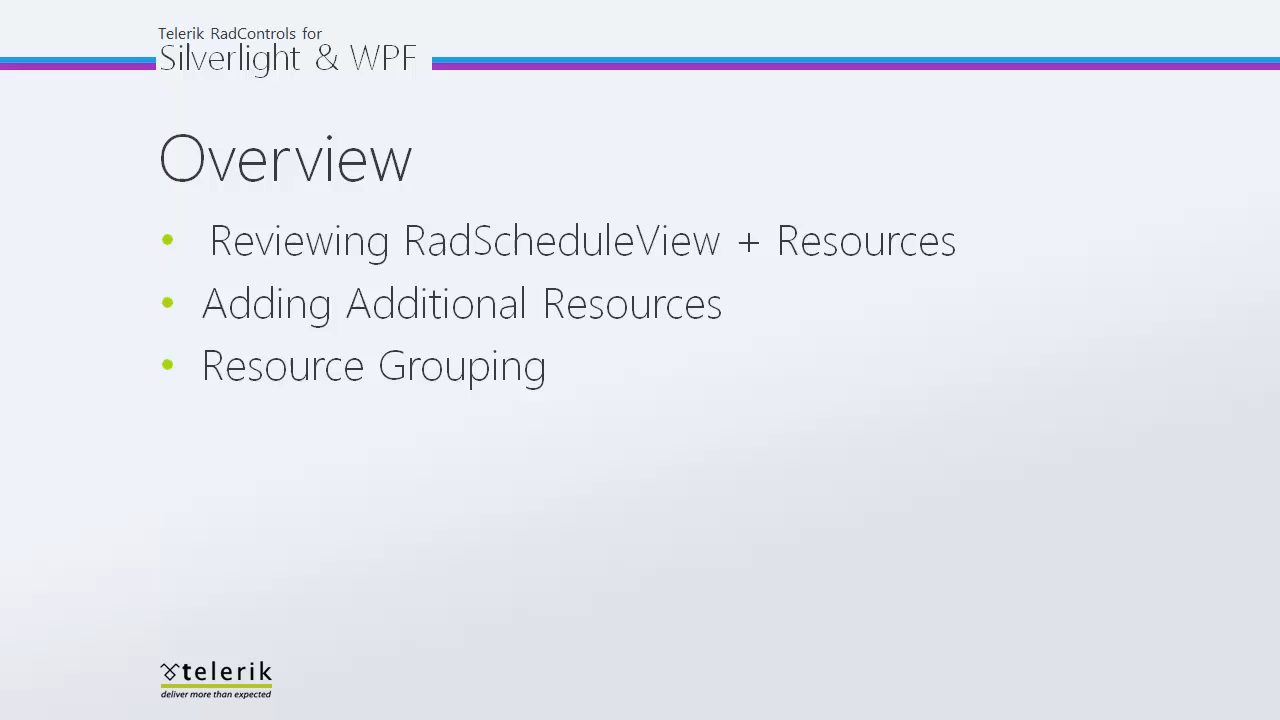 Telerik RadControls for
Silverlight & WPF
Overview
• Reviewing RadScheduleView + Resources
• Adding Additional Resources
• Resource Grouping
telerik
deliver more than expected